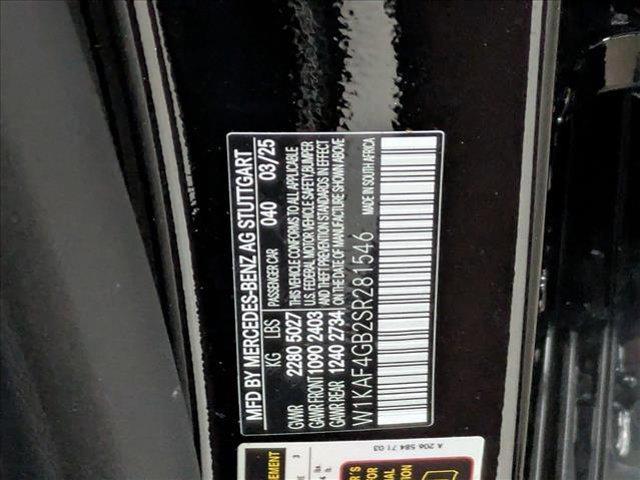 MFD BY MERCEDES-BENZ AG STUTTGART
KG LBS PASSENGER CAR 040 03/25
GVWR 2280 5027 THIS VEHICLE CONFORMS TO ALL APPLICABLE
GAWR FRONT 1090 2403 U.S. FEDERAL MOTOR VEHICLE SAFETY, BUMPER
GAWR REAR 1240 2734 AND THEFT PREVENTION STANDARDS IN EFFECT
ON THE DATE OF MANUFACTURE SHOWN ABOVE
W1KAF4GB2SR281546 MADE IN SOUTH AFRICA
A 206 584 71 03